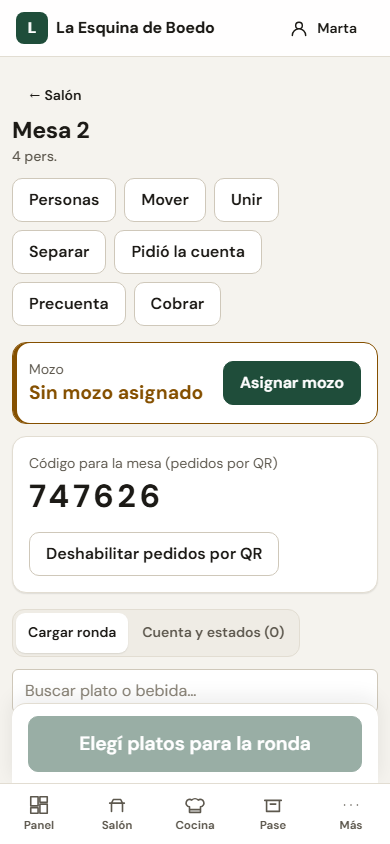 L La Esquina de Boedo Marta
← Salón
Mesa 2
4 pers.
Personas Mover Unir
Separar Pidió la cuenta
Precuenta Cobrar
Mozo
Sin mozo asignado
Asignar mozo
Código para la mesa (pedidos por QR)
747626
Deshabilitar pedidos por QR
Cargar ronda Cuenta y estados (0)
Buscar plato o bebida...
Elegí platos para la ronda
Panel Salón Cocina Pase Más